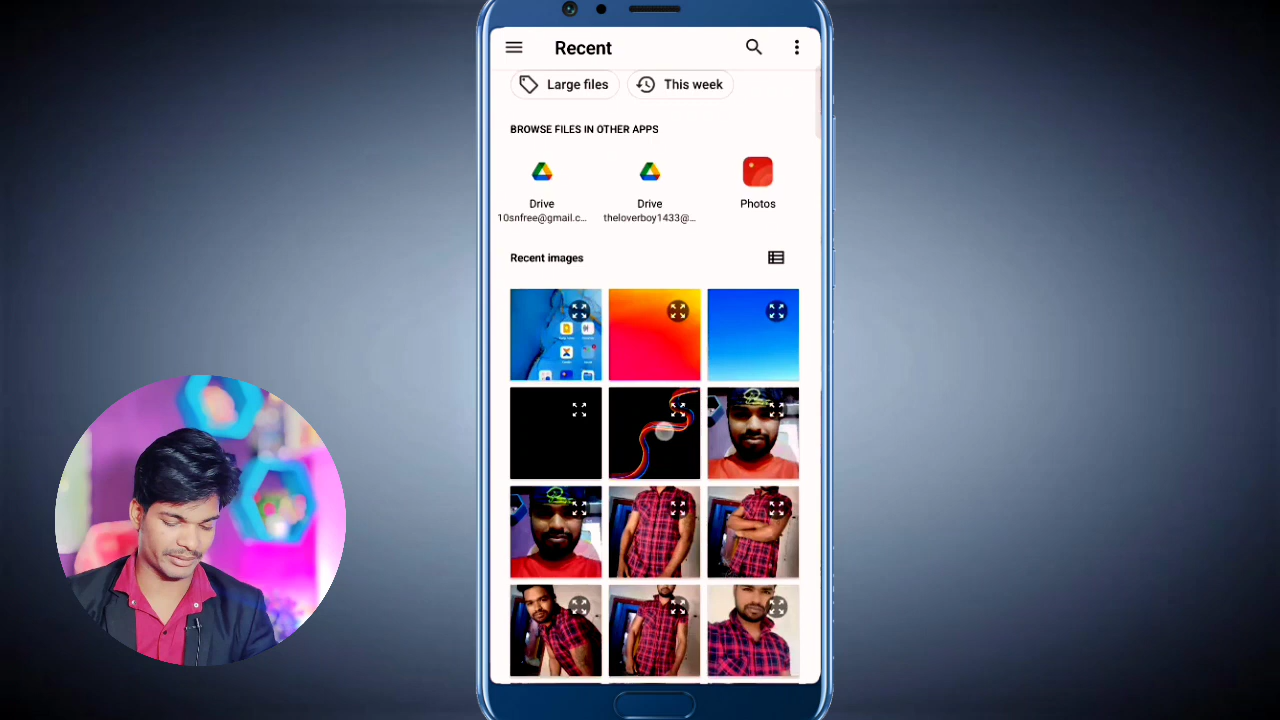 Recent
Large files
This week
BROWSE FILES IN OTHER APPS
Drive
10snfree@gmail.c...
Drive
theloverboy1433@...
Photos
Recent images